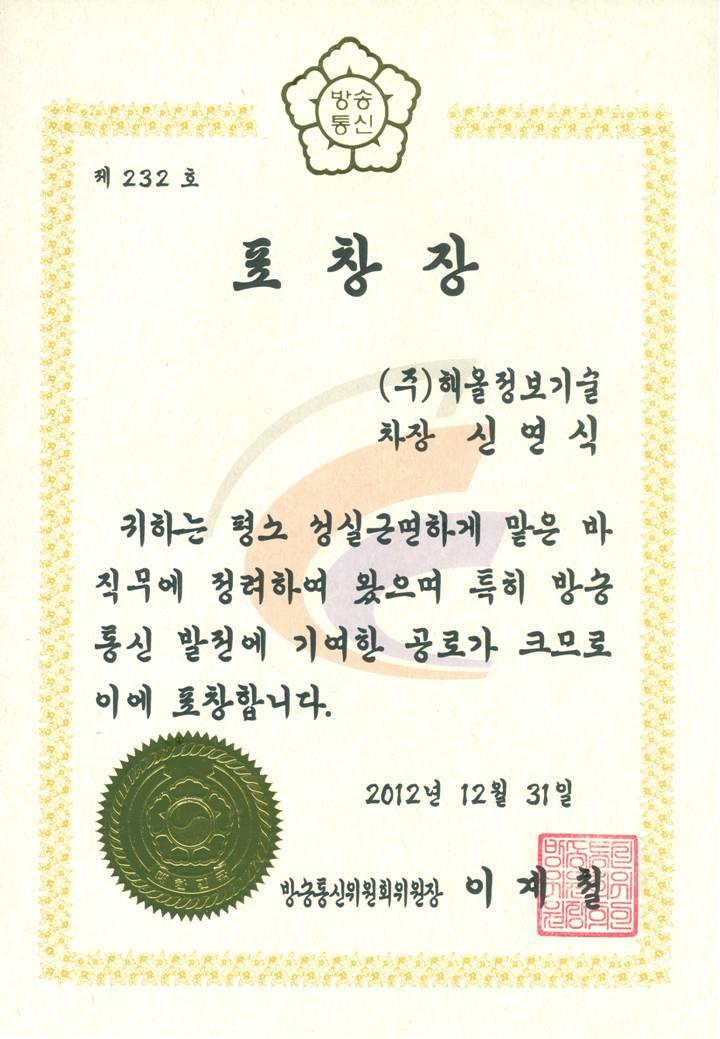 방송
통신
제 232 호
포 창 장
(주)해올정보기술
차장 신 연 식
귀하는 평소 성실근면하게 맡은 바
직무에 정려하여 왔으며 특히 방송
통신 발전에 기여한 공로가 크므로
이에 포창합니다.
2012년 12월 31일
대한민국
방송통신위원회위원장 이 계 철